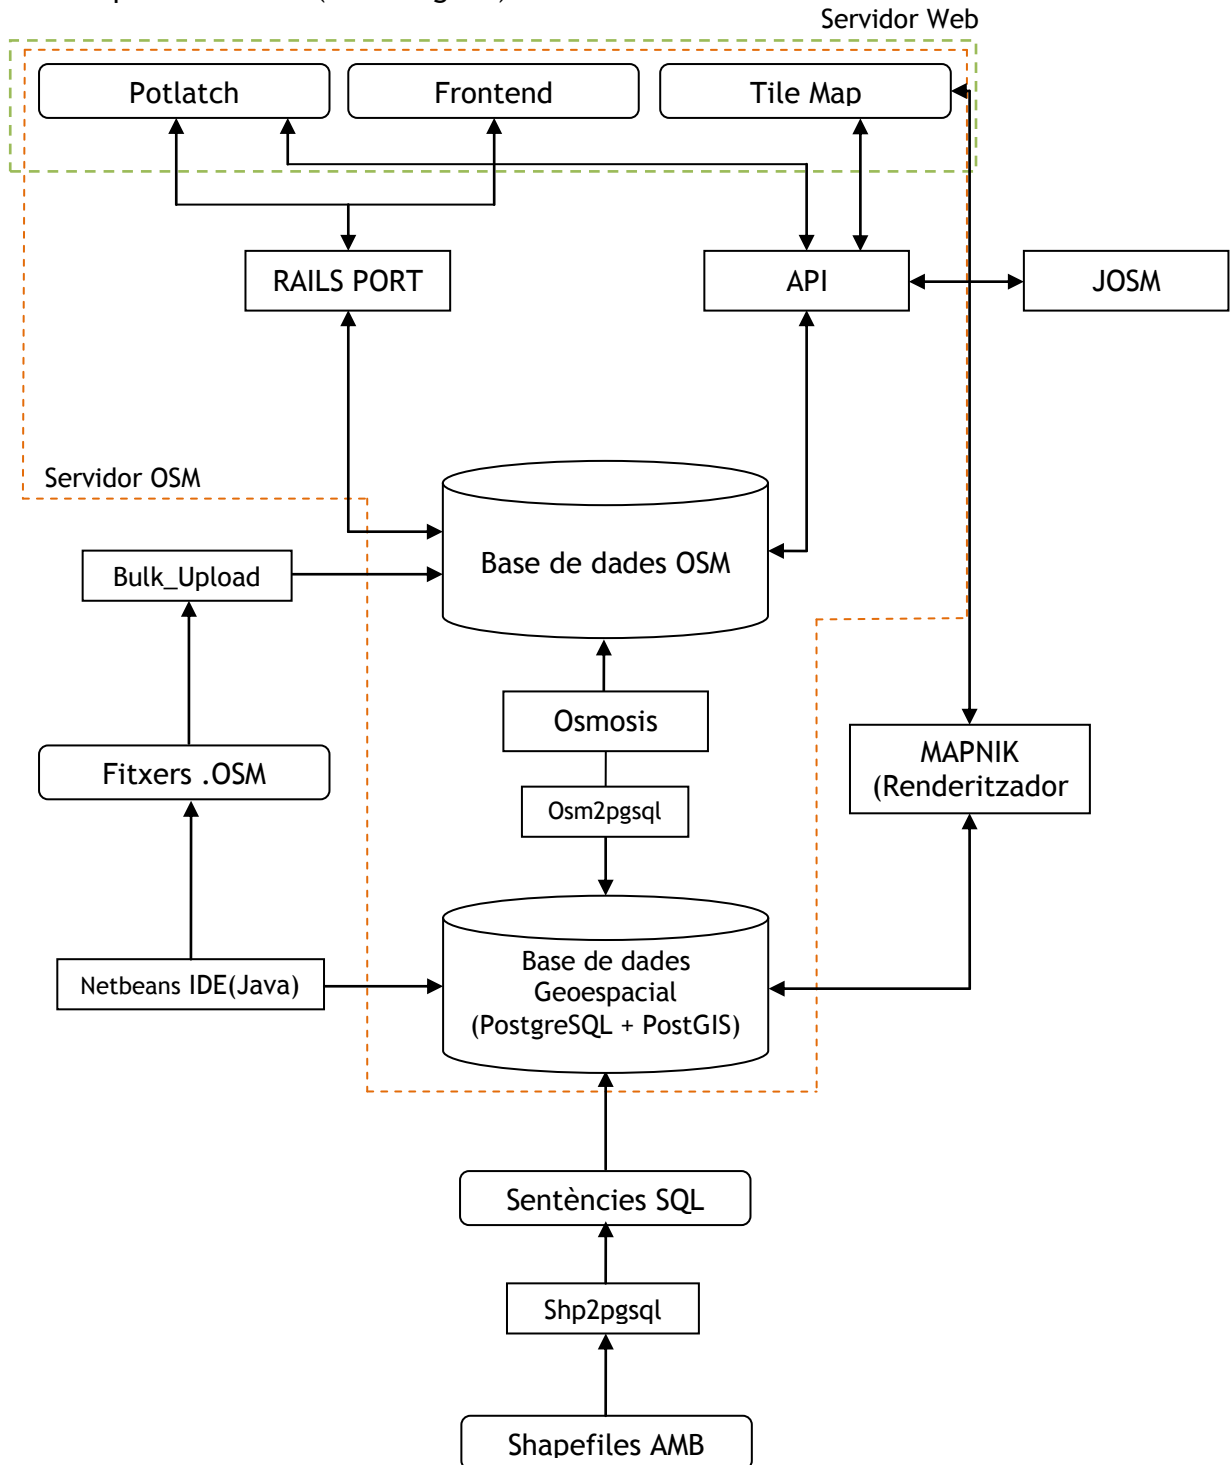 Servidor Web
Potlatch
Frontend
Tile Map
RAILS PORT
API
JOSM
Servidor OSM
Base de dades OSM
Bulk_Upload
Osmosis
MAPNIK
(Renderitzador
Fitxers .OSM
Osm2pgsql
Base de dades
Geoespacial
(PostgreSQL + PostGIS)
Netbeans IDE(Java)
Sentències SQL
Shp2pgsql
Shapefiles AMB